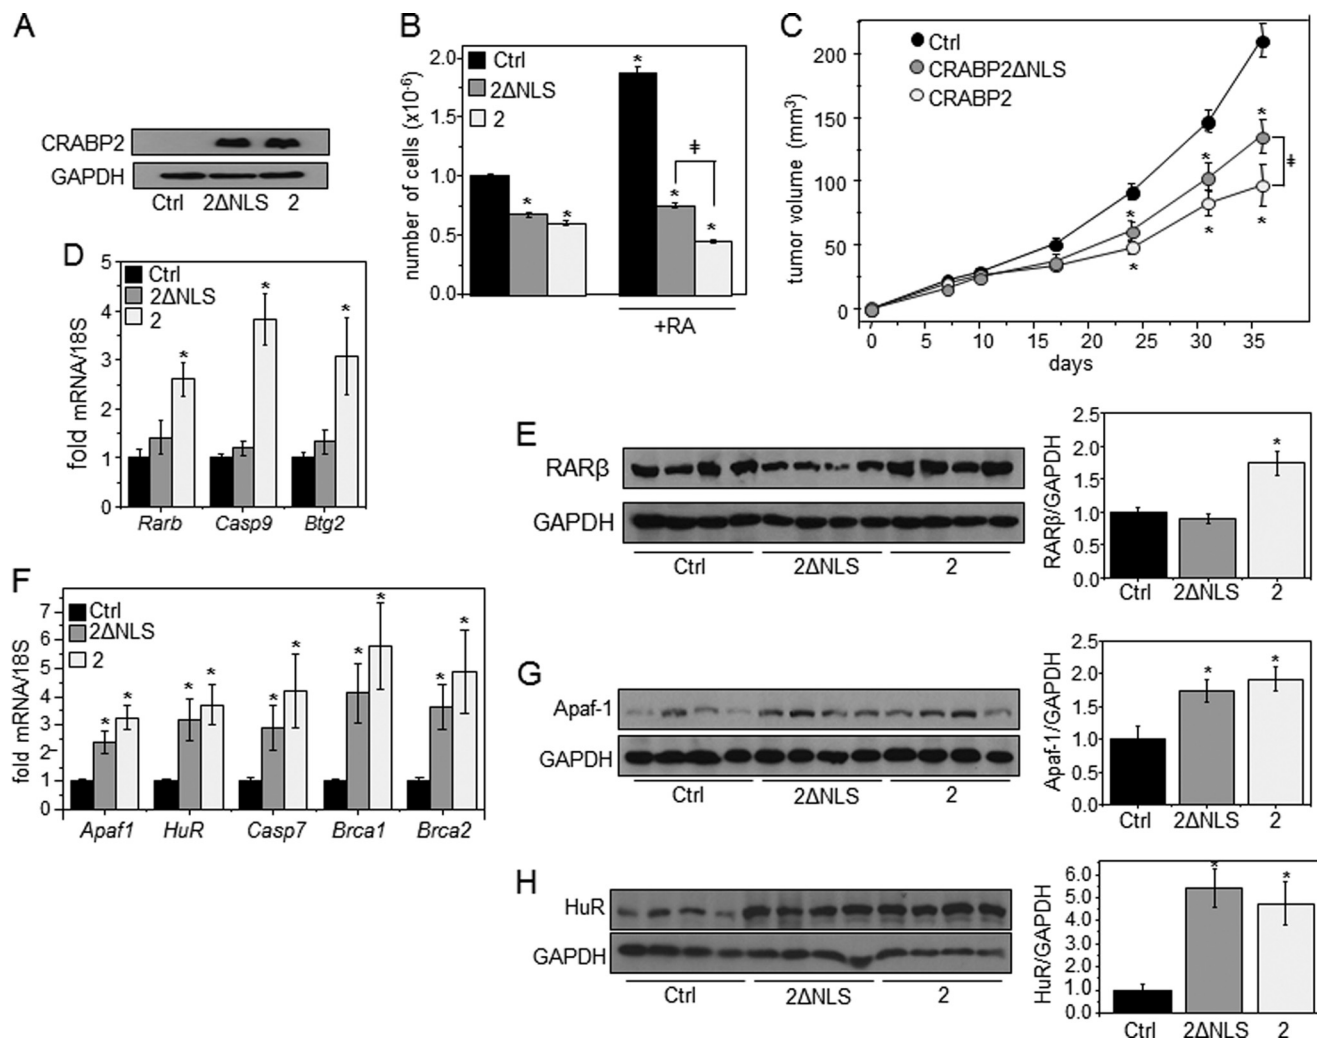 A
CRABP2
GAPDH
Ctrl 2ΔNLS 2
B
number of cells (x10⁻⁶)
2.0
1.5
1.0
0.5
0.0
Ctrl
2ΔNLS
2
* * * * *
ǂ
+RA
C
tumor volume (mm³)
200
150
100
50
0
Ctrl
CRABP2ΔNLS
CRABP2
* * * * * *
ǂ
0 5 10 15 20 25 30 35
days
D
fold mRNA/18S
5
4
3
2
1
0
Ctrl
2ΔNLS
2
* * *
Rarb Casp9 Btg2
E
RARβ
GAPDH
Ctrl 2ΔNLS 2
RARβ/GAPDH
2.5
2.0
1.5
1.0
0.5
0.0
*
Ctrl 2ΔNLS 2
F
fold mRNA/18S
7
6
5
4
3
2
1
0
Ctrl
2ΔNLS
2
* * * * * * * * * *
Apaf1 HuR Casp7 Brca1 Brca2
G
Apaf-1
GAPDH
Ctrl 2ΔNLS 2
Apaf-1/GAPDH
2.5
2.0
1.5
1.0
0.5
0.0
* *
Ctrl 2ΔNLS 2
H
HuR
GAPDH
Ctrl 2ΔNLS 2
HuR/GAPDH
6.0
5.0
4.0
3.0
2.0
1.0
0.0
* *
Ctrl 2ΔNLS 2